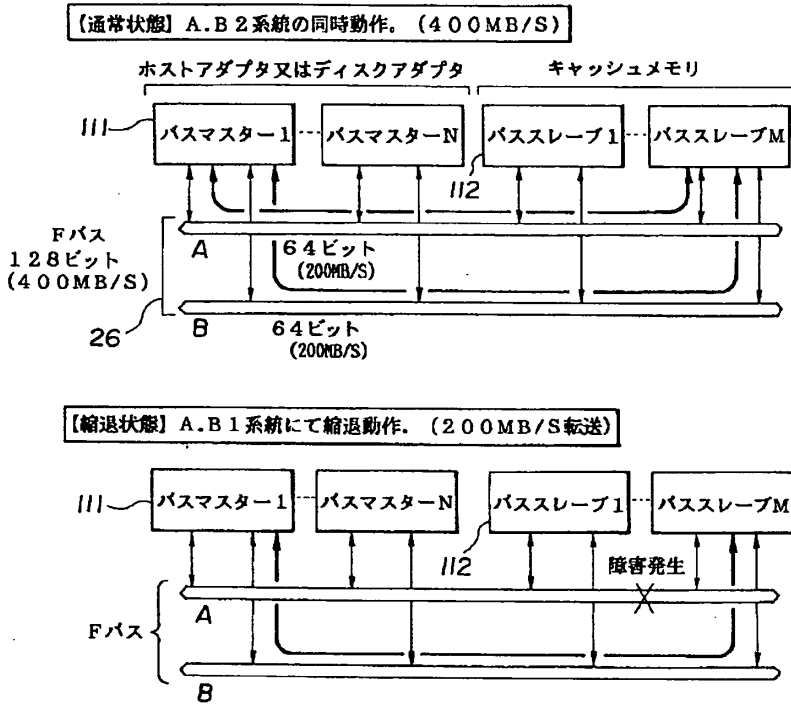 【通常状態】A.B2系統の同時動作。(400MB/S)
ホストアダプタ又はディスクアダプタ
キャッシュメモリ
111
バスマスター1
バスマスターN
バススレーブ1
バススレーブM
112
Fバス
128ビット
(400MB/S)
A
64ビット
(200MB/S)
26
B
64ビット
(200MB/S)
【縮退状態】A.B1系統にて縮退動作。(200MB/S転送)
111
バスマスター1
バスマスターN
バススレーブ1
バススレーブM
112
障害発生
A
Fバス
B